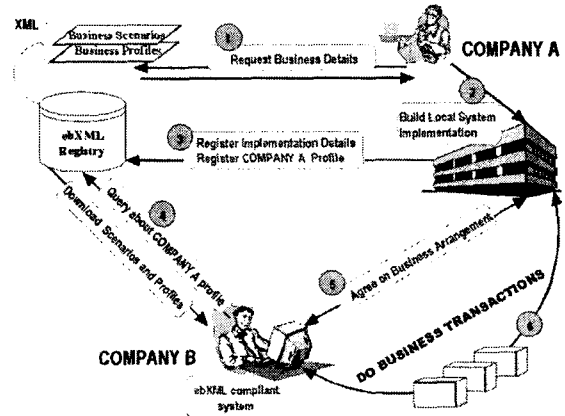 XML
Business Scenarios
Business Profiles
1
Request Business Details
COMPANY A
2
Build Local System
Implementation
ebXML
Registry
3
Register Implementation Details
Register COMPANY A Profile
4
Query about COMPANY A profile
Download Scenarios and Profiles
5
Agree on Business Arrangement
DO BUSINESS TRANSACTIONS
6
COMPANY B
ebXML compliant
system